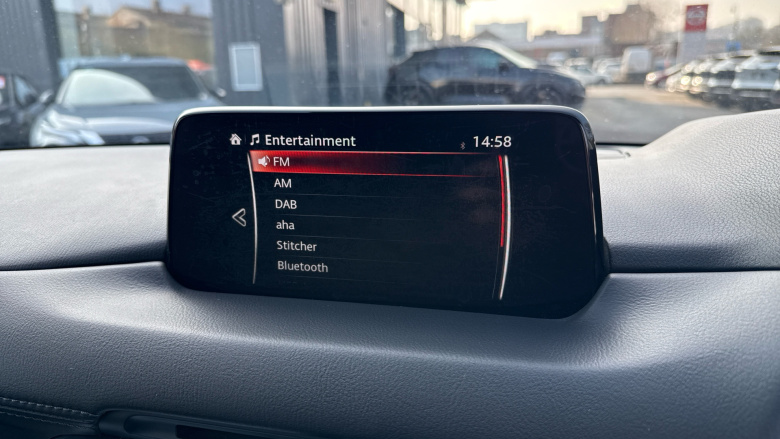 Entertainment 14:58
FM
AM
DAB
aha
Stitcher
Bluetooth